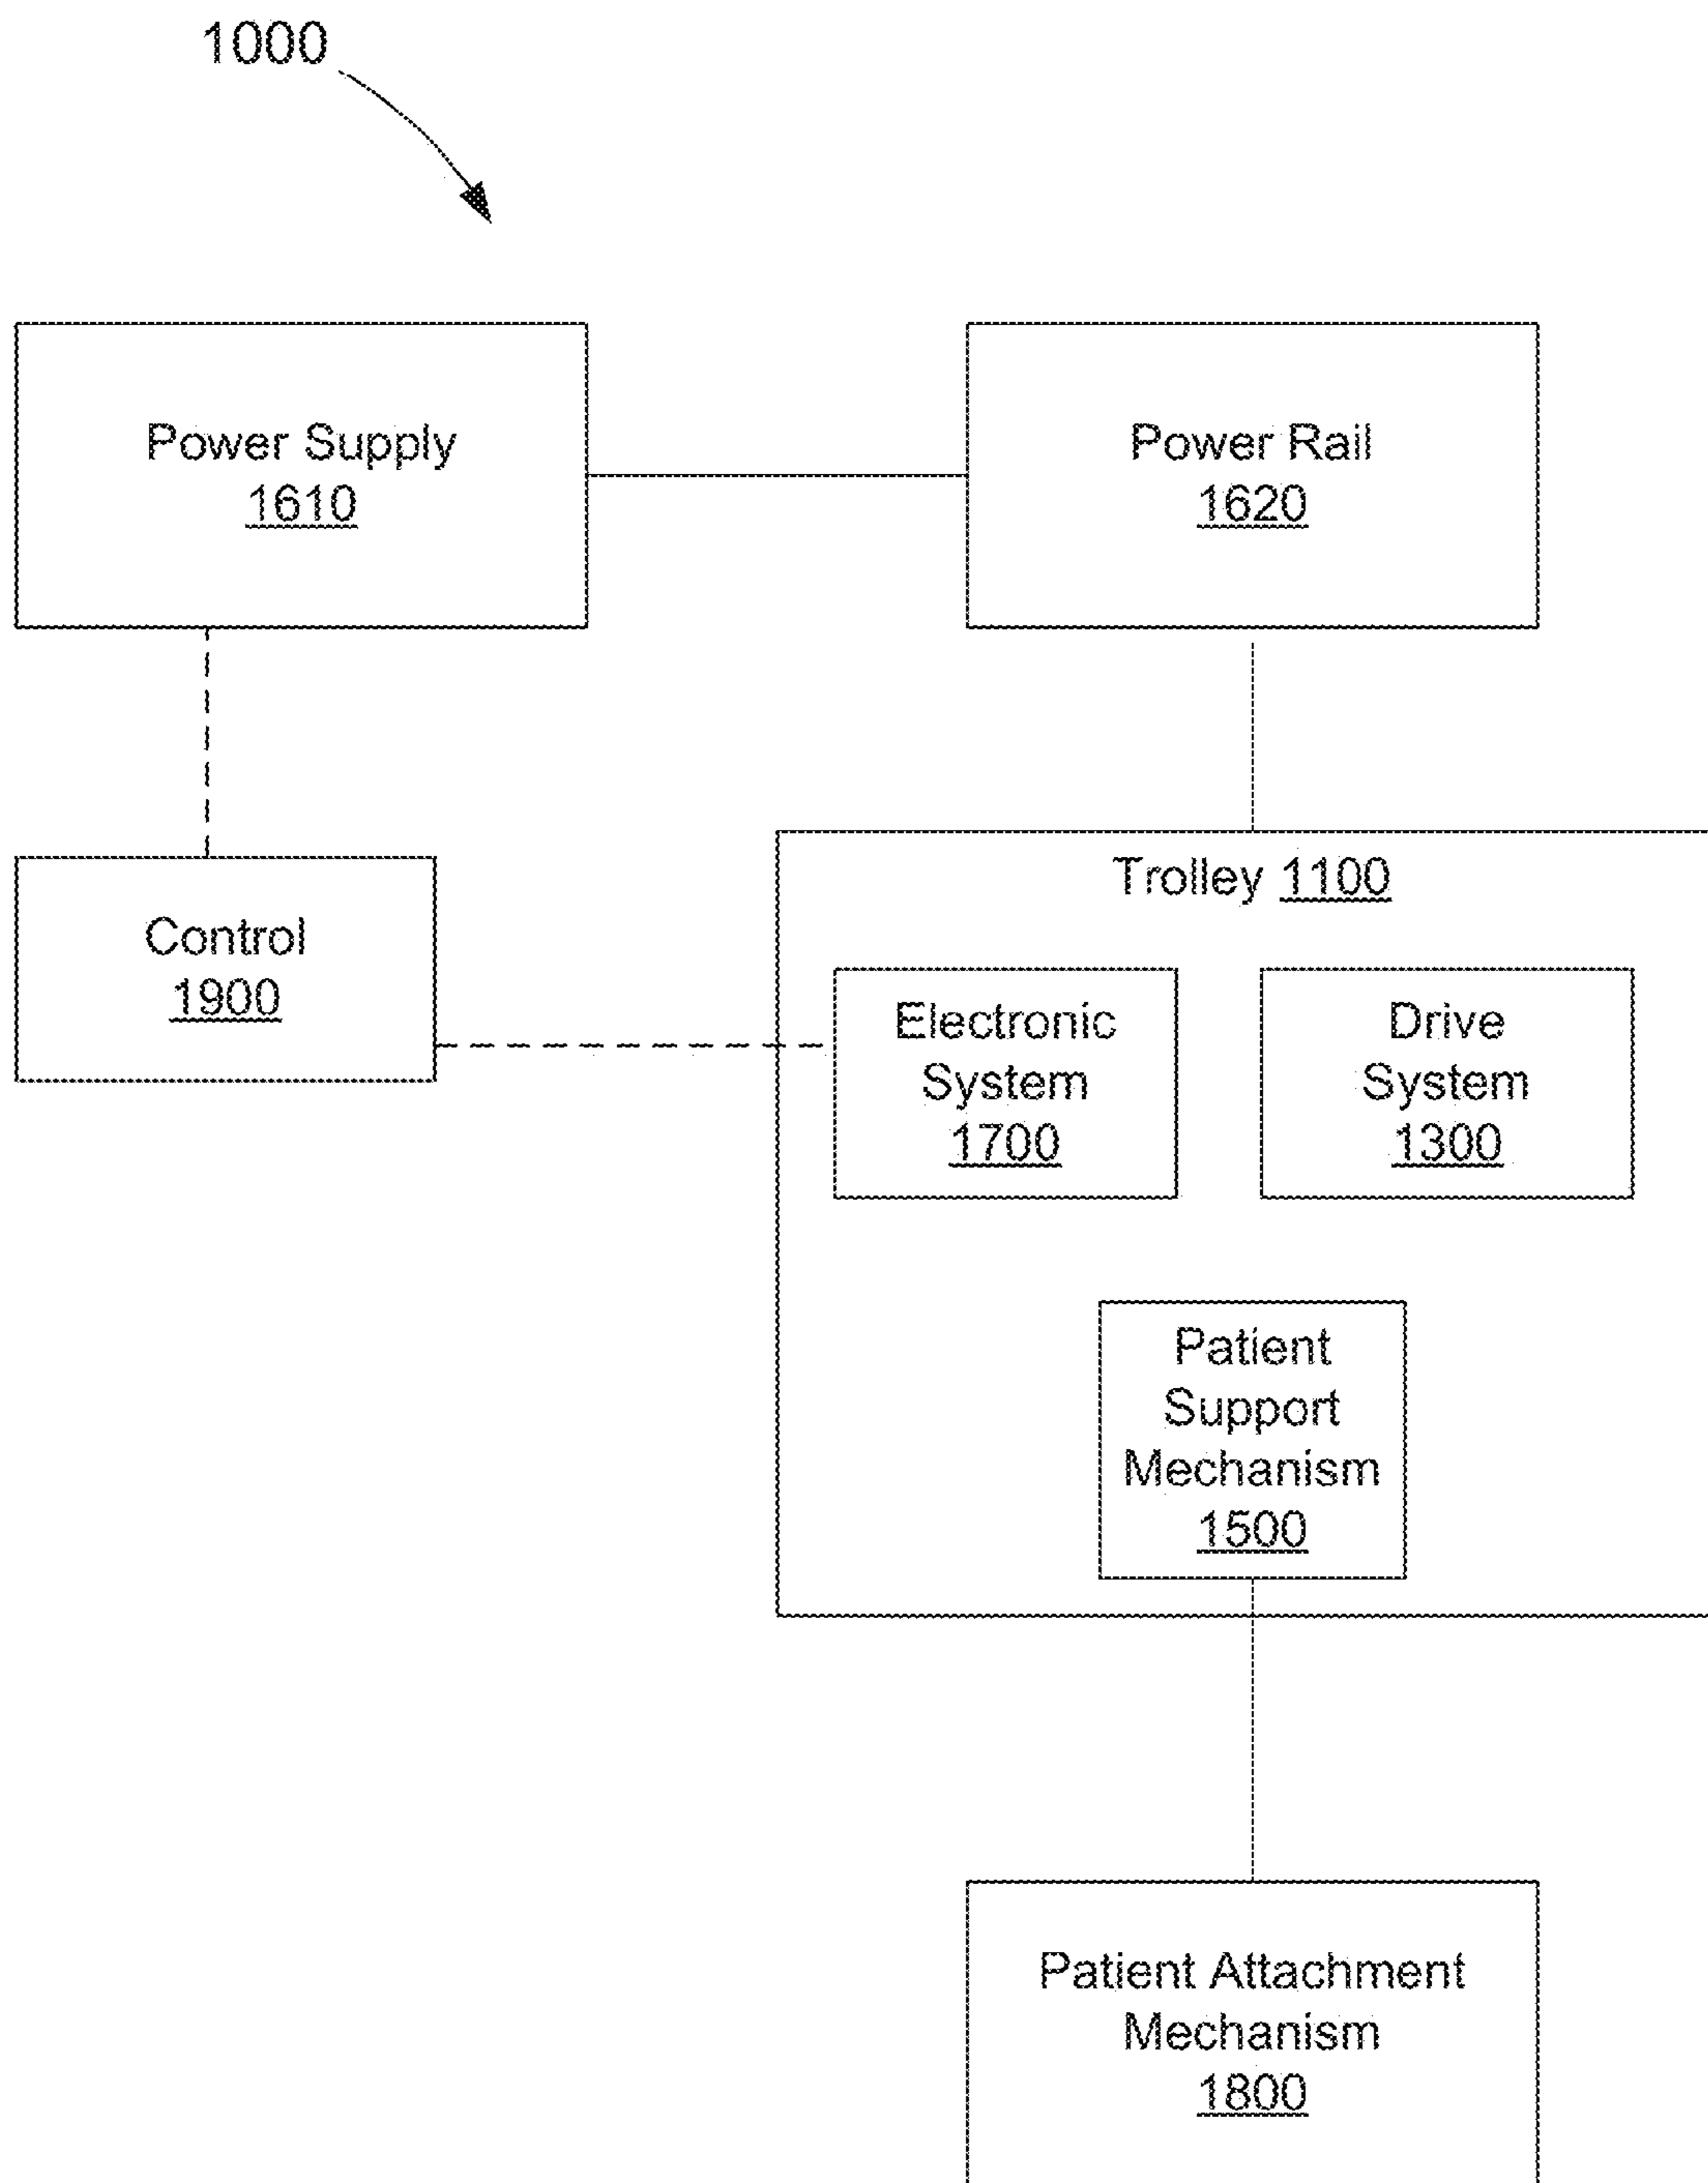 1000
Power Supply
1610
Power Rail
1620
Control
1900
Trolley 1100
Electronic
System
1700
Drive
System
1300
Patient
Support
Mechanism
1500
Patient Attachment
Mechanism
1800